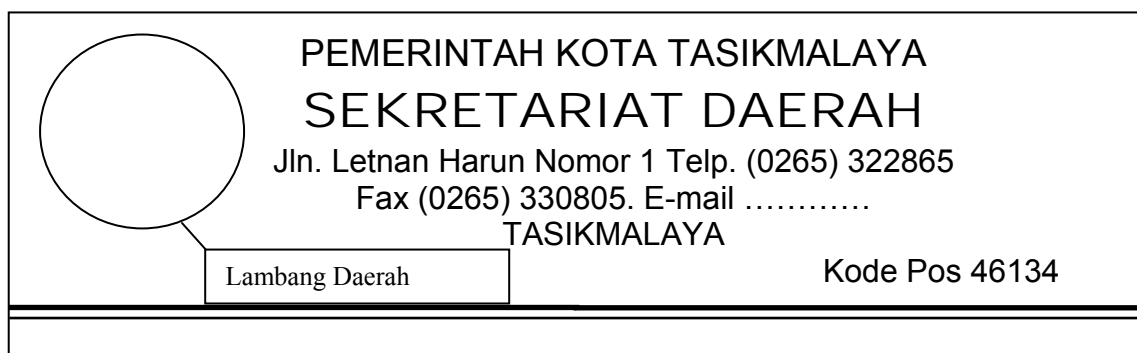 PEMERINTAH KOTA TASIKMALAYA
SEKRETARIAT DAERAH
Jln. Letnan Harun Nomor 1 Telp. (0265) 322865
Fax (0265) 330805. E-mail …………
TASIKMALAYA
Lambang Daerah
Kode Pos 46134